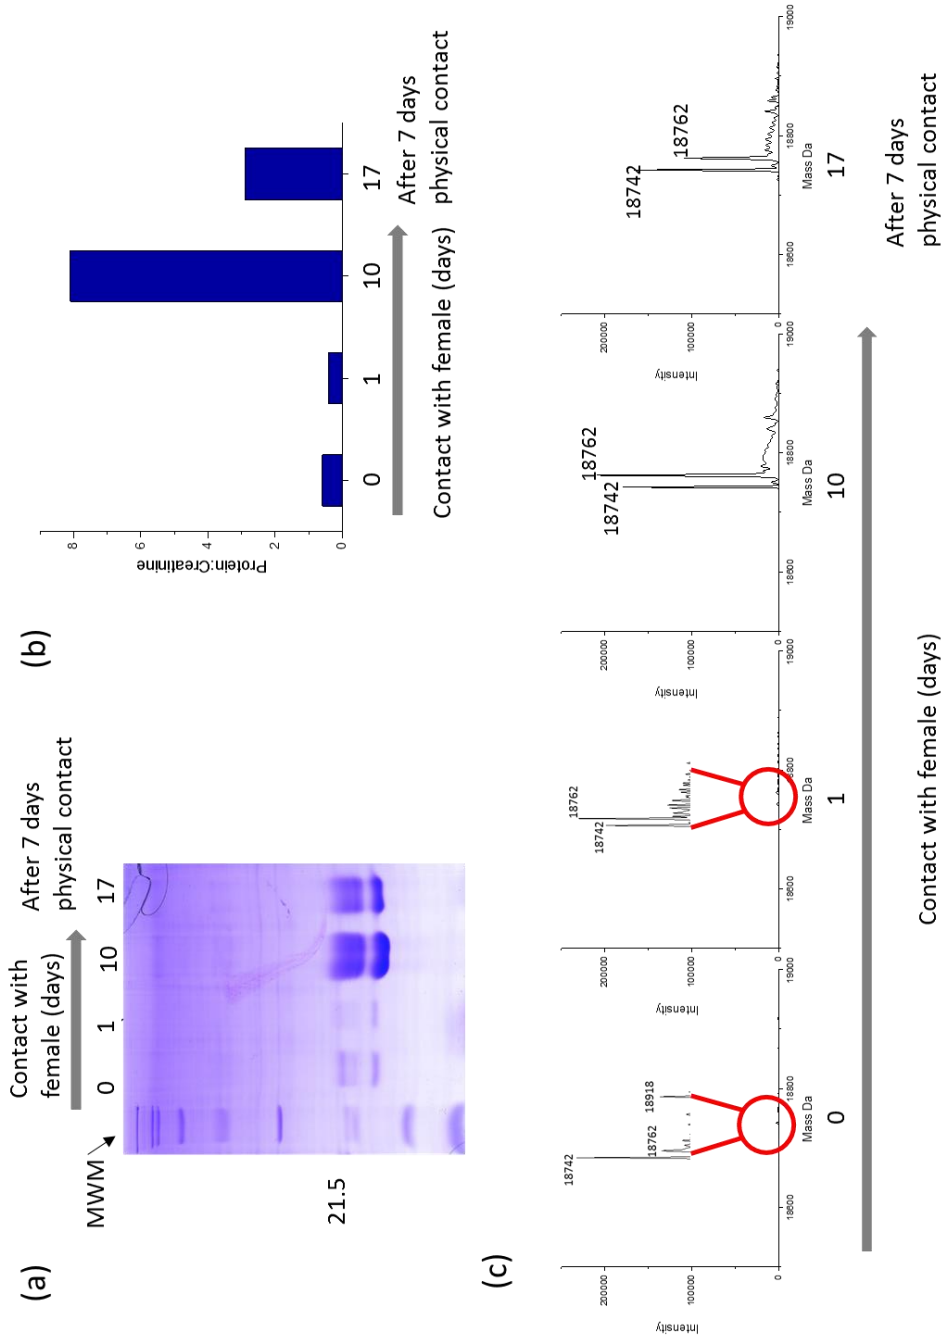 (a)
Contact with
female (days)
After 7 days
physical contact
MWM
0
1
10
17
21.5
(b)
Protein:Creatinine
8
6
4
2
0
0
1
10
17
Contact with female (days)
After 7 days
physical contact
(c)
Intensity
200000
100000
0
18742
18762
18918
18600
18800
19000
Mass Da
0
Intensity
200000
100000
0
18742
18762
18600
18800
19000
Mass Da
1
Intensity
200000
100000
0
18742
18762
18600
18800
19000
Mass Da
10
Intensity
200000
100000
0
18742
18762
18600
18800
19000
Mass Da
17
Contact with female (days)
After 7 days
physical contact